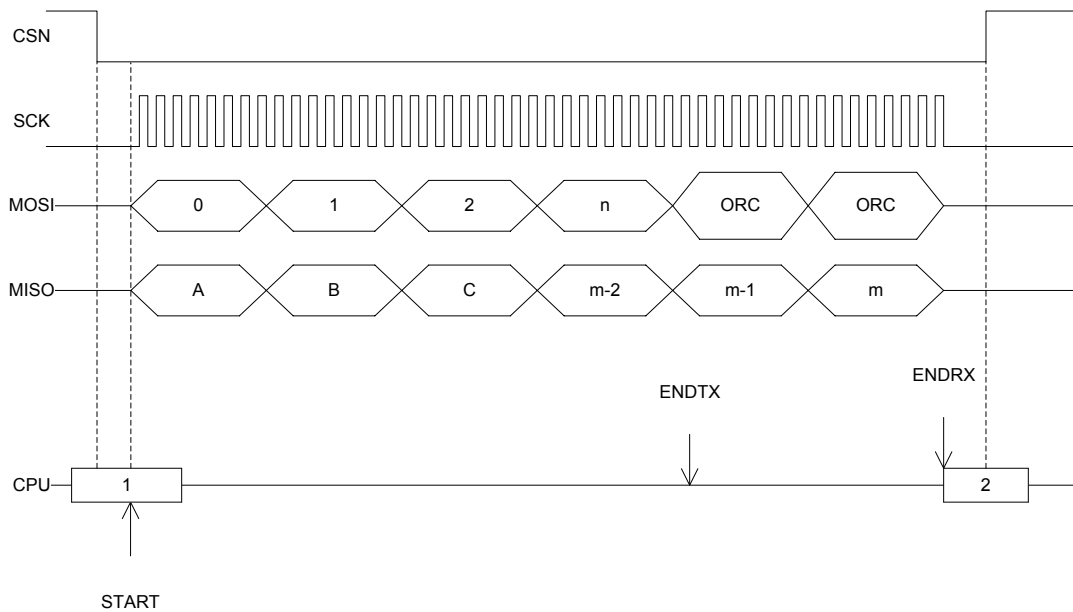 CSN
SCK
MOSI 0 1 2 n ORC ORC
MISO A B C m-2 m-1 m
ENDRX
ENDTX
CPU 1 2
START